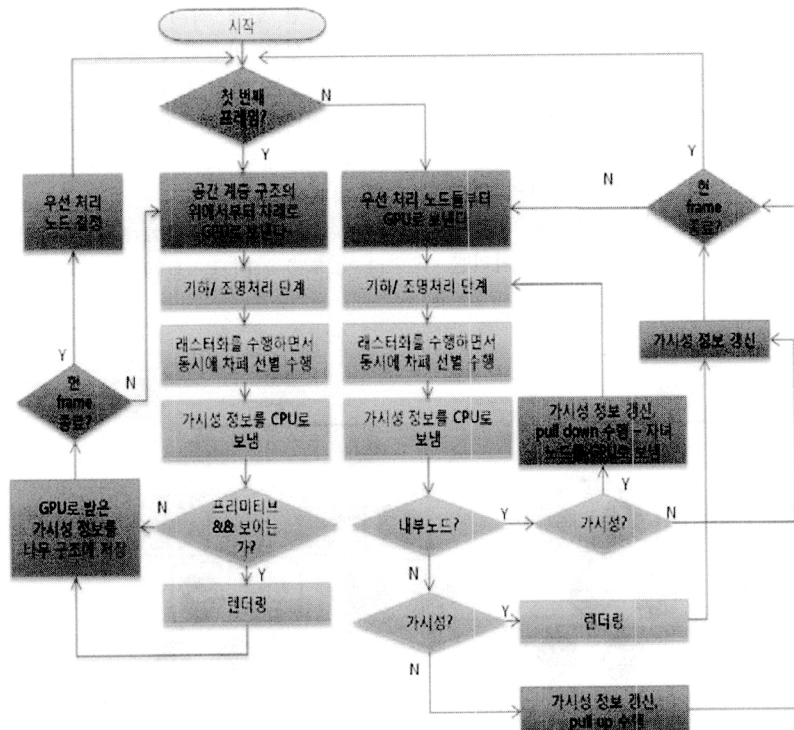 시작
첫 번째
프레임?
N
Y
우선 처리
노드 결정
공간 계층 구조의
위에서부터 차례로
GPU로 보낸다
우선 처리 노드들부터
GPU로 보낸다
N
Y
현
frame
종료?
기하/ 조명처리 단계
기하/ 조명처리 단계
래스터화를 수행하면서
동시에 차폐 선별 수행
래스터화를 수행하면서
동시에 차폐 선별 수행
가시성 정보 갱신
Y
N
현
frame
종료?
가시성 정보를 CPU로
보냄
가시성 정보를 CPU로
보냄
가시성 정보 갱신,
pull down 수행 – 자녀
노드를 GPU로 보냄
Y
GPU로 받은
가시성 정보를
나무 구조에 저장
N
프리미티브
&& 보이는
가?
내부노드?
Y
가시성?
N
Y
N
렌더링
가시성?
Y
렌더링
N
가시성 정보 갱신,
pull up 수행